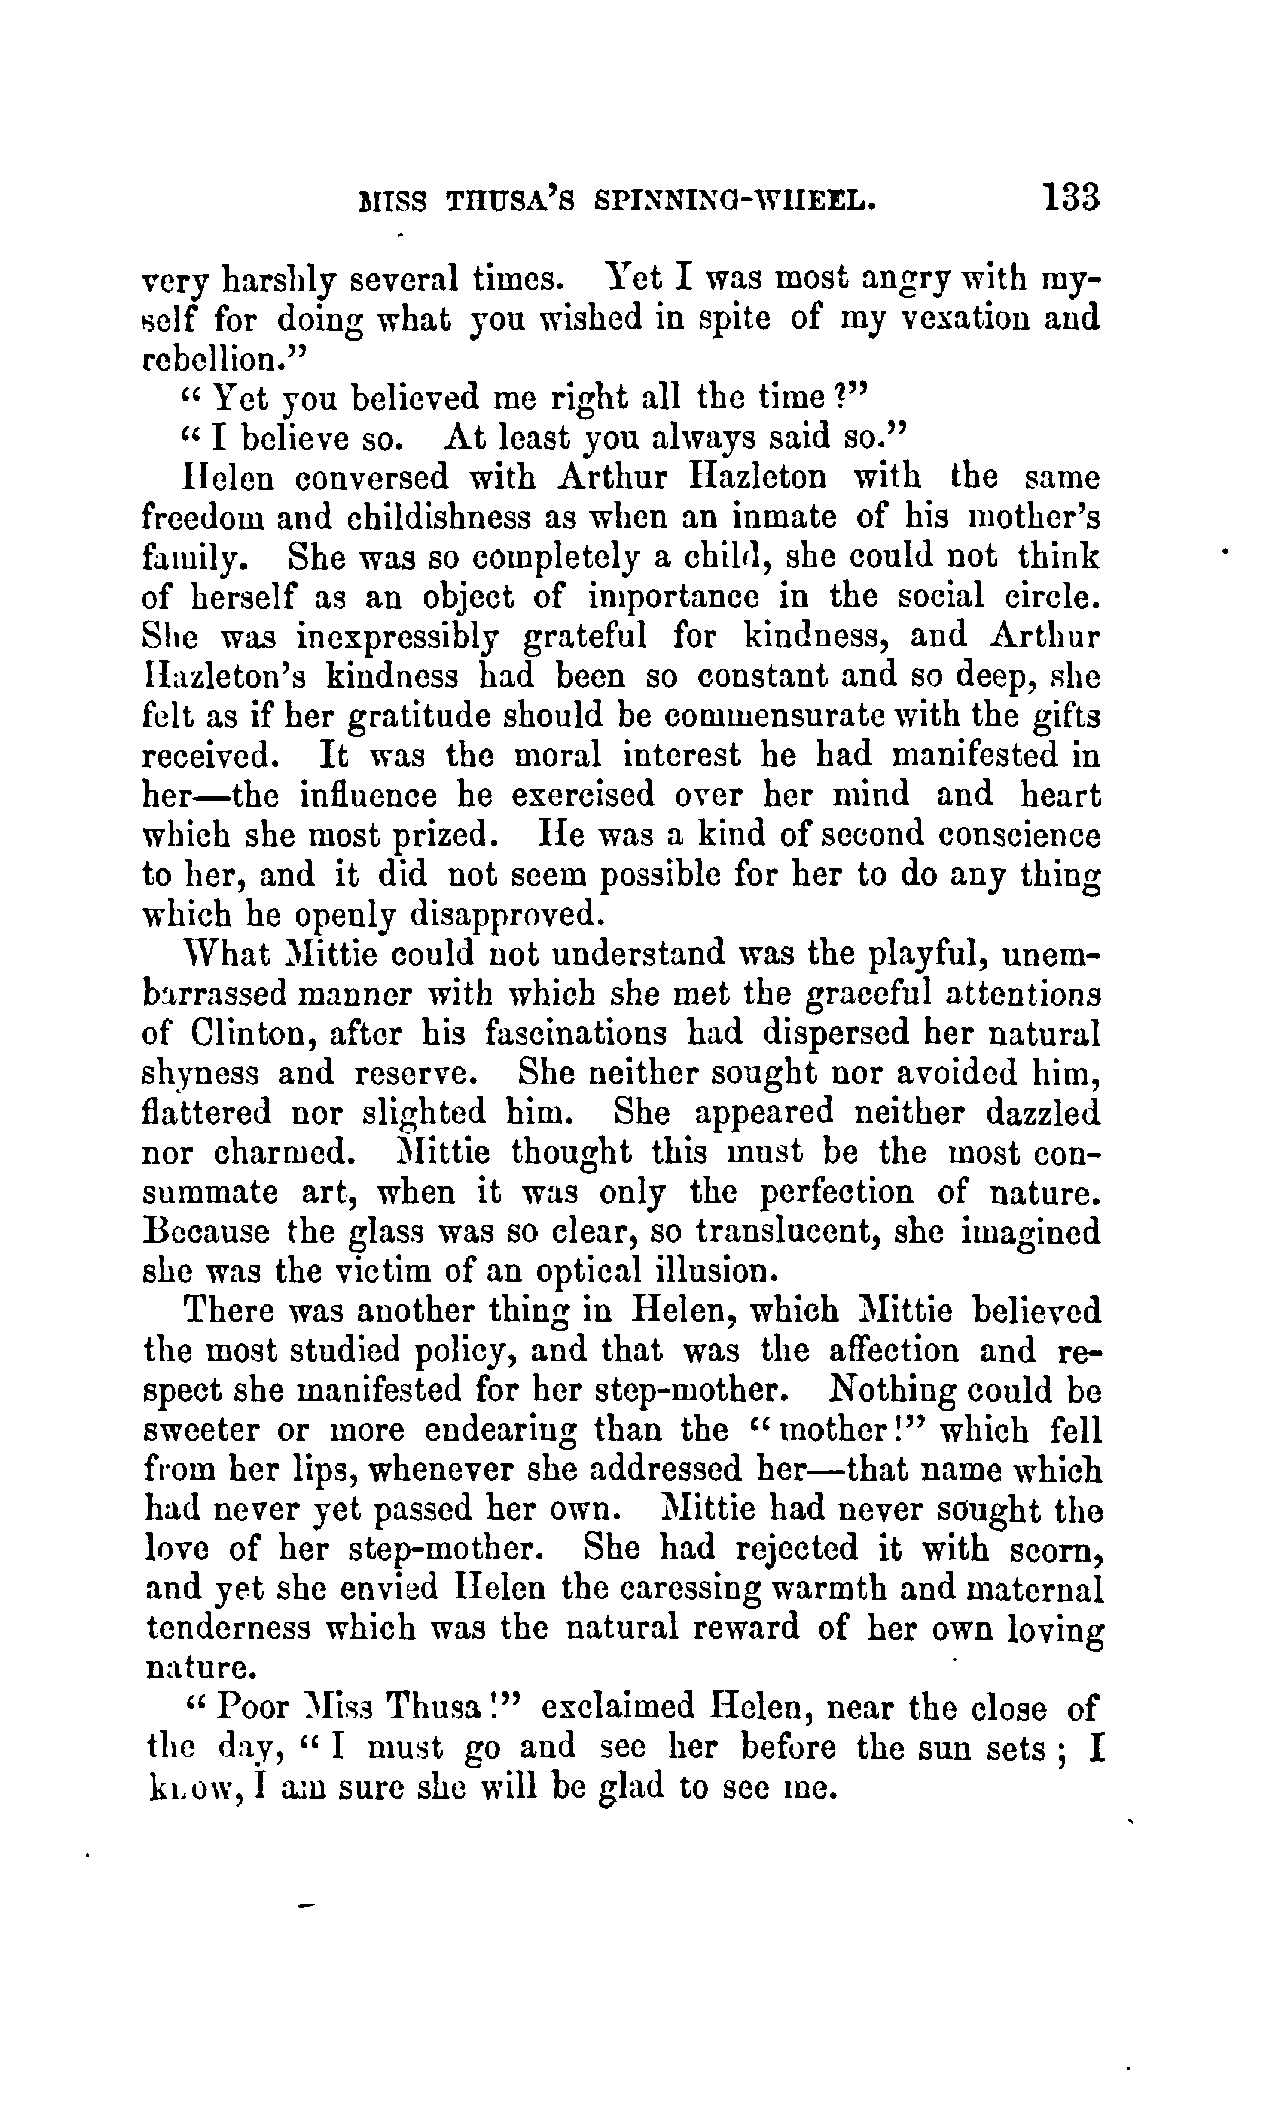 MISS THUSA'S SPINNING-WHEEL. 133
very harshly several times. Yet I was most angry with my-
self for doing what you wished in spite of my vexation and
rebellion."
"Yet you believed me right all the time?"
"I believe so. At least you always said so."
Helen conversed with Arthur Hazleton with the same
freedom and childishness as when an inmate of his mother's
family. She was so completely a child, she could not think
of herself as an object of importance in the social circle.
She was inexpressibly grateful for kindness, and Arthur
Hazleton's kindness had been so constant and so deep, she
felt as if her gratitude should be commensurate with the gifts
received. It was the moral interest he had manifested in
her—the influence he exercised over her mind and heart
which she most prized. He was a kind of second conscience
to her, and it did not seem possible for her to do any thing
which he openly disapproved.
What Mittie could not understand was the playful, unem-
barrassed manner with which she met the graceful attentions
of Clinton, after his fascinations had dispersed her natural
shyness and reserve. She neither sought nor avoided him,
flattered nor slighted him. She appeared neither dazzled
nor charmed. Mittie thought this must be the most con-
summate art, when it was only the perfection of nature.
Because the glass was so clear, so translucent, she imagined
she was the victim of an optical illusion.
There was another thing in Helen, which Mittie believed
the most studied policy, and that was the affection and re-
spect she manifested for her step-mother. Nothing could be
sweeter or more endearing than the "mother!" which fell
from her lips, whenever she addressed her—that name which
had never yet passed her own. Mittie had never sought the
love of her step-mother. She had rejected it with scorn,
and yet she envied Helen the caressing warmth and maternal
tenderness which was the natural reward of her own loving
nature.
"Poor Miss Thusa!" exclaimed Helen, near the close of
the day, "I must go and see her before the sun sets; I
know, I am sure she will be glad to see me.